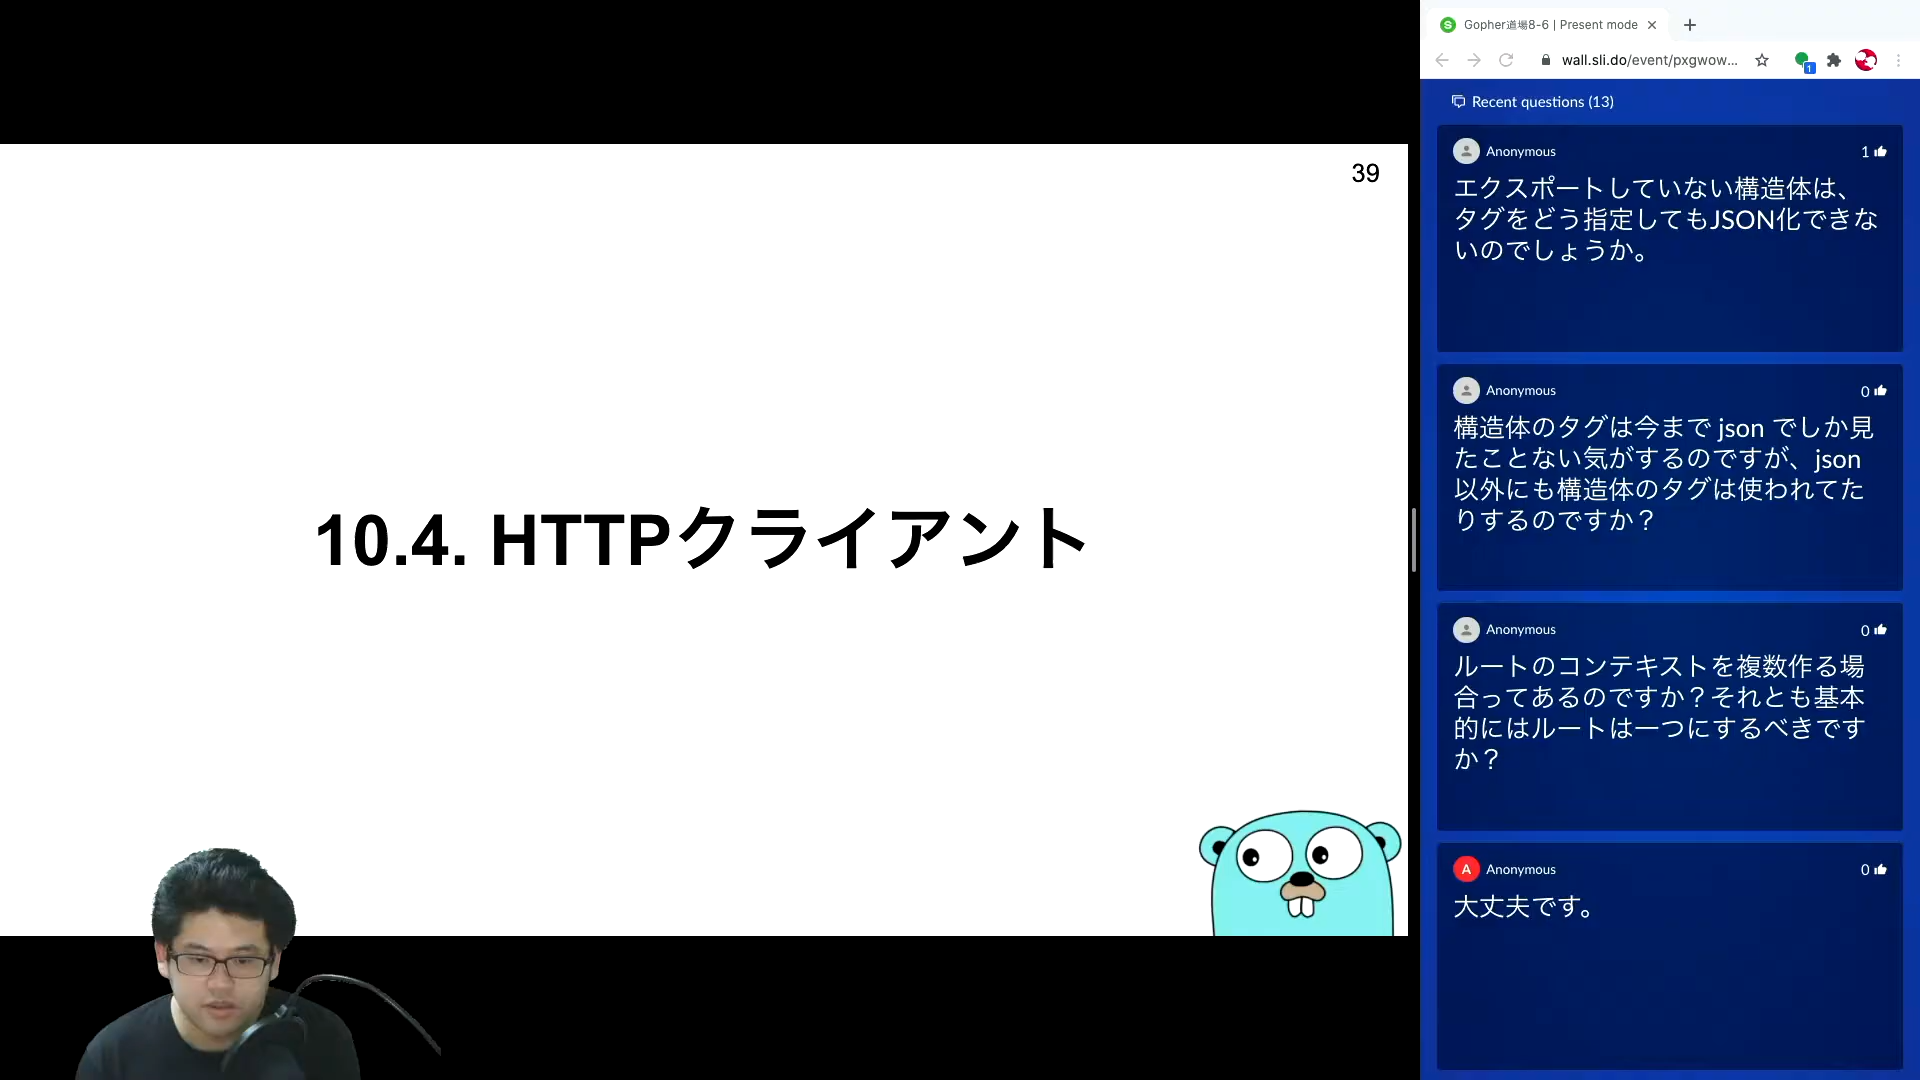 39
10.4. HTTPクライアント
Gopher道場8-6 | Present mode
wall.sli.do/event/pxgwow...
1
Recent questions (13)
Anonymous
1
エクスポートしていない構造体は、
タグをどう指定してもJSON化できな
いのでしょうか。
Anonymous
0
構造体のタグは今まで json でしか見
たことない気がするのですが、json
以外にも構造体のタグは使われてた
りするのですか？
Anonymous
0
ルートのコンテキストを複数作る場
合ってあるのですか？それとも基本
的にはルートは一つにするべきです
か？
A
Anonymous
0
大丈夫です。